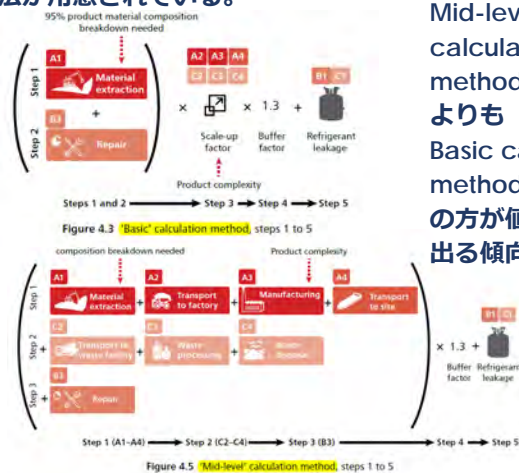 法が用意されている。
95% product material composition
breakdown needed
A1
Step 1
Material
extraction
+
B3
Step 2
Repair
×
A2 A3 A4
C2 C3 C4
Scale-up
factor
× 1.3 +
Buffer
factor
B1 C1
Refrigerant
leakage
Product complexity
Steps 1 and 2 Step 3 Step 4 Step 5
Figure 4.3 'Basic' calculation method, steps 1 to 5
Mid-level
calcula
method
よりも
Basic ca
method
の方が値
出る傾向
composition breakdown needed
Product complexity
Step 1
A1
Material
extraction
+
A2
Transport
to factory
+
A3
Manufacturing
+
A4
Transport
to site
Step 2
+
C2
Transport to
waste facility
+
C3
Waste
processing
+
C4
Waste
disposal
Step 3
+
B3
Repair
× 1.3 +
Buffer
factor
B1 C1
Refrigerant
leakage
Step 1 (A1–A4) Step 2 (C2–C4) Step 3 (B3) Step 4 Step 5
Figure 4.5 'Mid-level' calculation method, steps 1 to 5